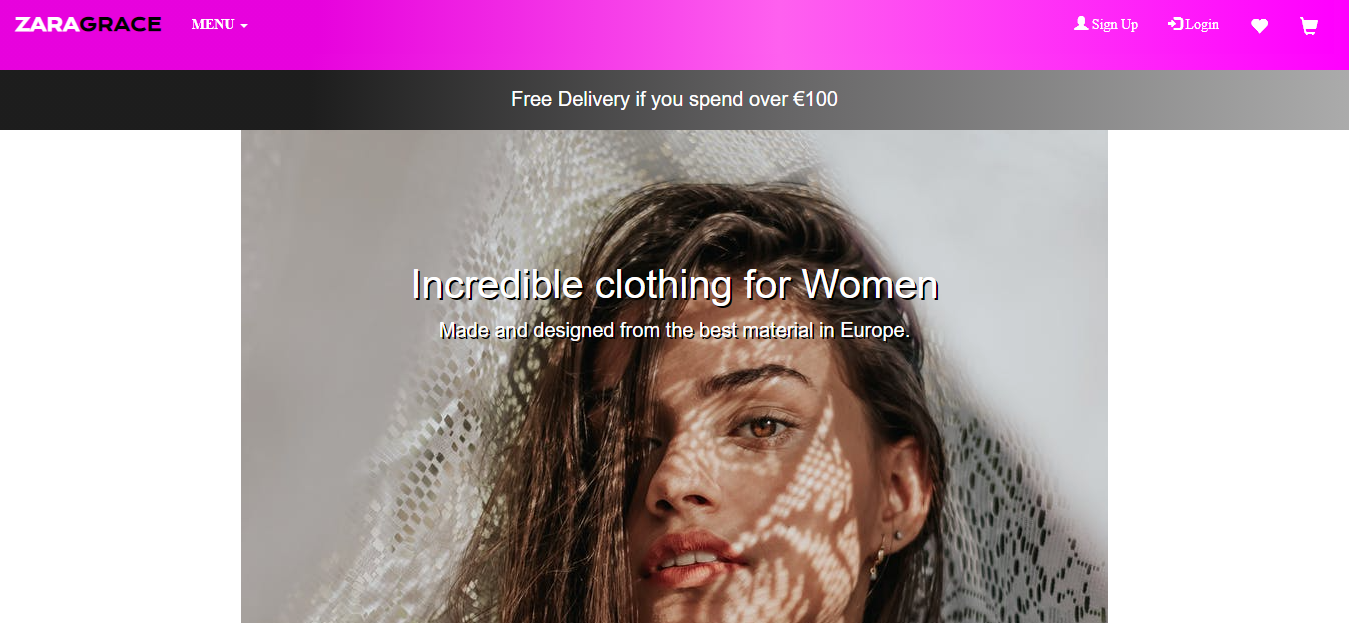 ZARAGRACE MENU Sign Up Login
Free Delivery if you spend over €100
Incredible clothing for Women
Made and designed from the best material in Europe.